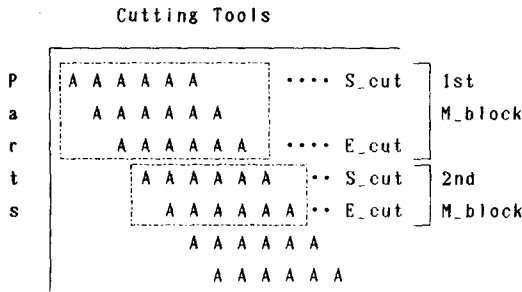 Cutting Tools
P A A A A A A ···· S_cut 1st
a A A A A A A M_block
r A A A A A A ···· E_cut
t A A A A A A ·· S_cut 2nd
s A A A A A A ·· E_cut M_block
A A A A A A
A A A A A A